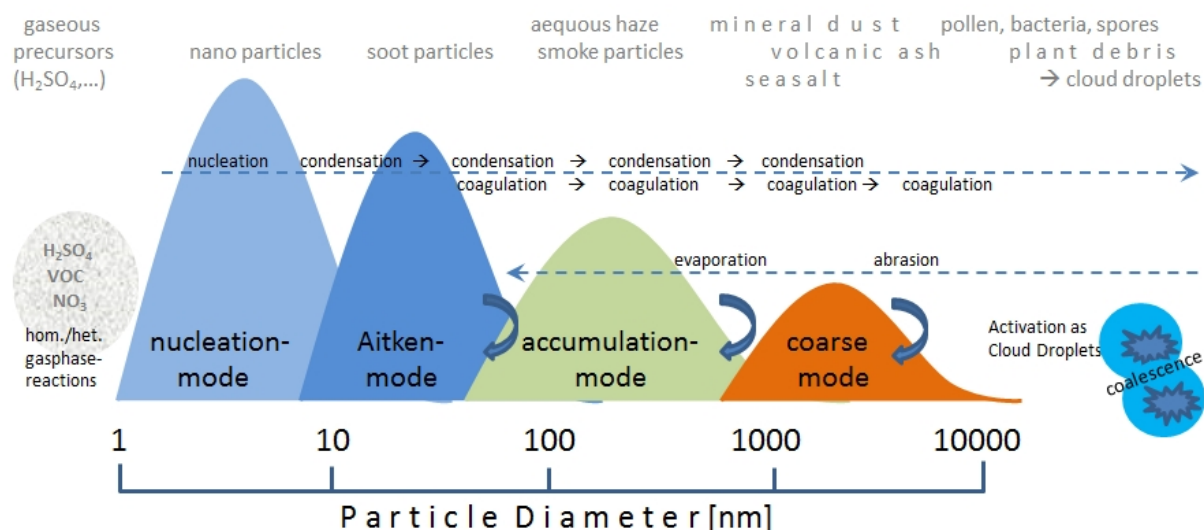 gaseous
precursors
(H₂SO₄,...)
nano particles
soot particles
aequous haze
smoke particles
mineral dust
volcanic ash
seasalt
pollen, bacteria, spores
plant debris
→ cloud droplets
nucleation condensation → condensation → condensation → condensation
coagulation → coagulation → coagulation → coagulation
H₂SO₄
VOC
NO₃
evaporation abrasion
hom./het.
gasphase-
reactions
nucleation-
mode
Aitken-
mode
accumulation-
mode
coarse
mode
Activation as
Cloud Droplets
coalescence
1 10 100 1000 10000
Particle Diameter [nm]